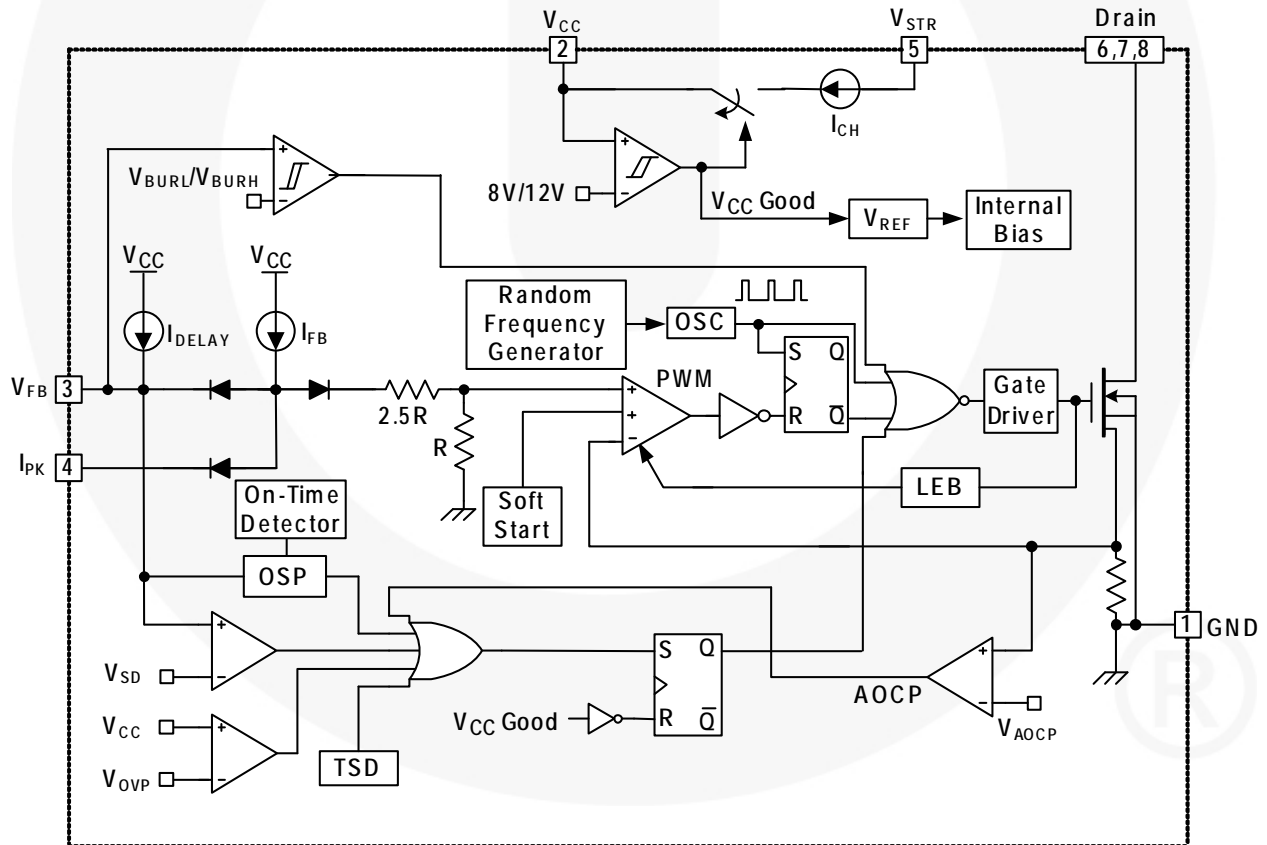 VCC
VSTR
Drain
2
5
6,7,8
ICH
+
-
VBURL/VBURH
+
-
8V/12V
VCC Good
VREF
Internal
Bias
VCC
VCC
IDELAY
IFB
Random
Frequency
Generator
OSC
S Q
R Q̅
PWM
+
+
-
Gate
Driver
VFB 3
2.5R
R
IPK 4
LEB
Soft
Start
On-Time
Detector
OSP
1 GND
+
-
VSD
S Q
R Q̅
VCC Good
+
-
AOCP
VAOCP
VCC
+
-
VOVP
TSD
®